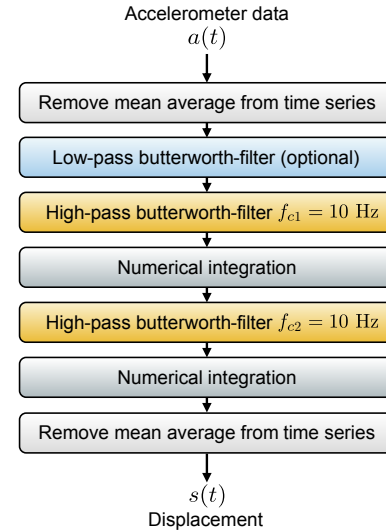 Accelerometer data
a(t)
Remove mean average from time series
Low-pass butterworth-filter (optional)
High-pass butterworth-filter f_{c1} = 10 Hz
Numerical integration
High-pass butterworth-filter f_{c2} = 10 Hz
Numerical integration
Remove mean average from time series
s(t)
Displacement